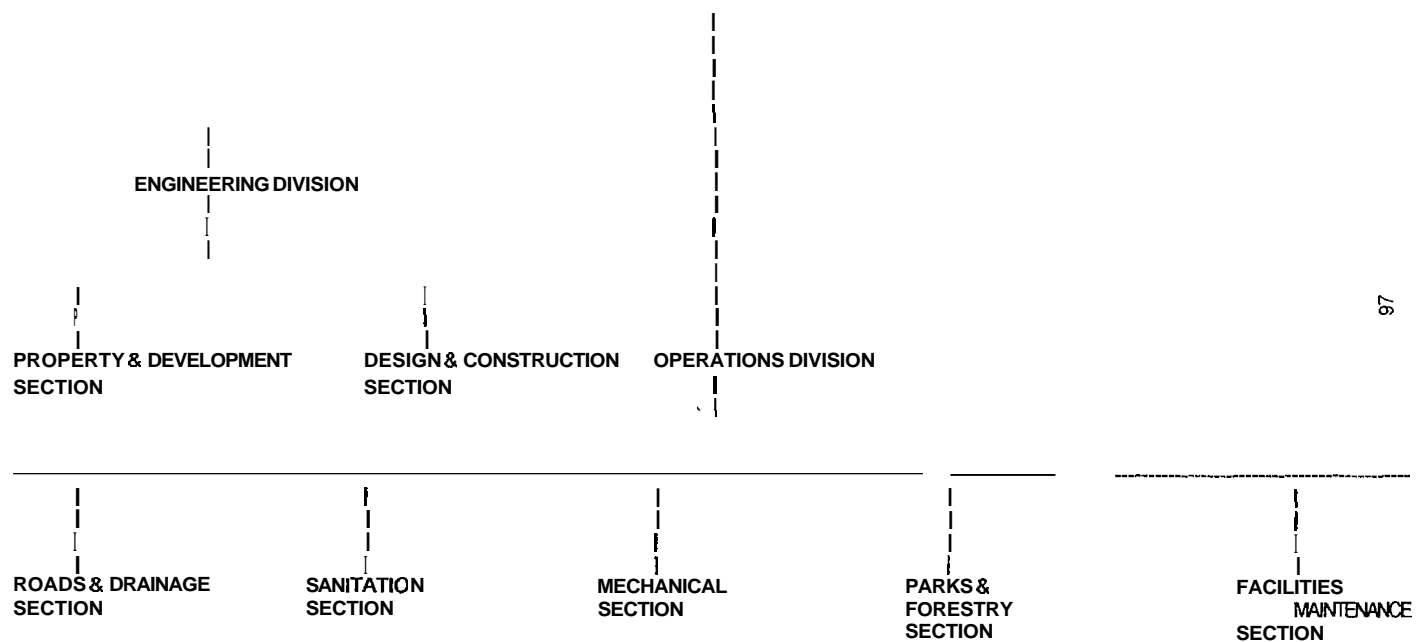 ENGINEERING DIVISION
97
PROPERTY & DEVELOPMENT
SECTION
DESIGN & CONSTRUCTION
SECTION
OPERATIONS DIVISION
ROADS & DRAINAGE
SECTION
SANITATION
SECTION
MECHANICAL
SECTION
PARKS &
FORESTRY
SECTION
FACILITIES
MAINTENANCE
SECTION